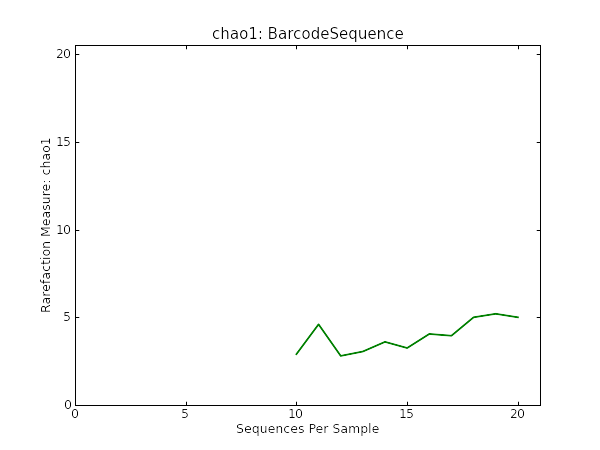 chao1: BarcodeSequence
20
15
10
5
0
Rarefaction Measure: chao1
0 5 10 15 20
Sequences Per Sample